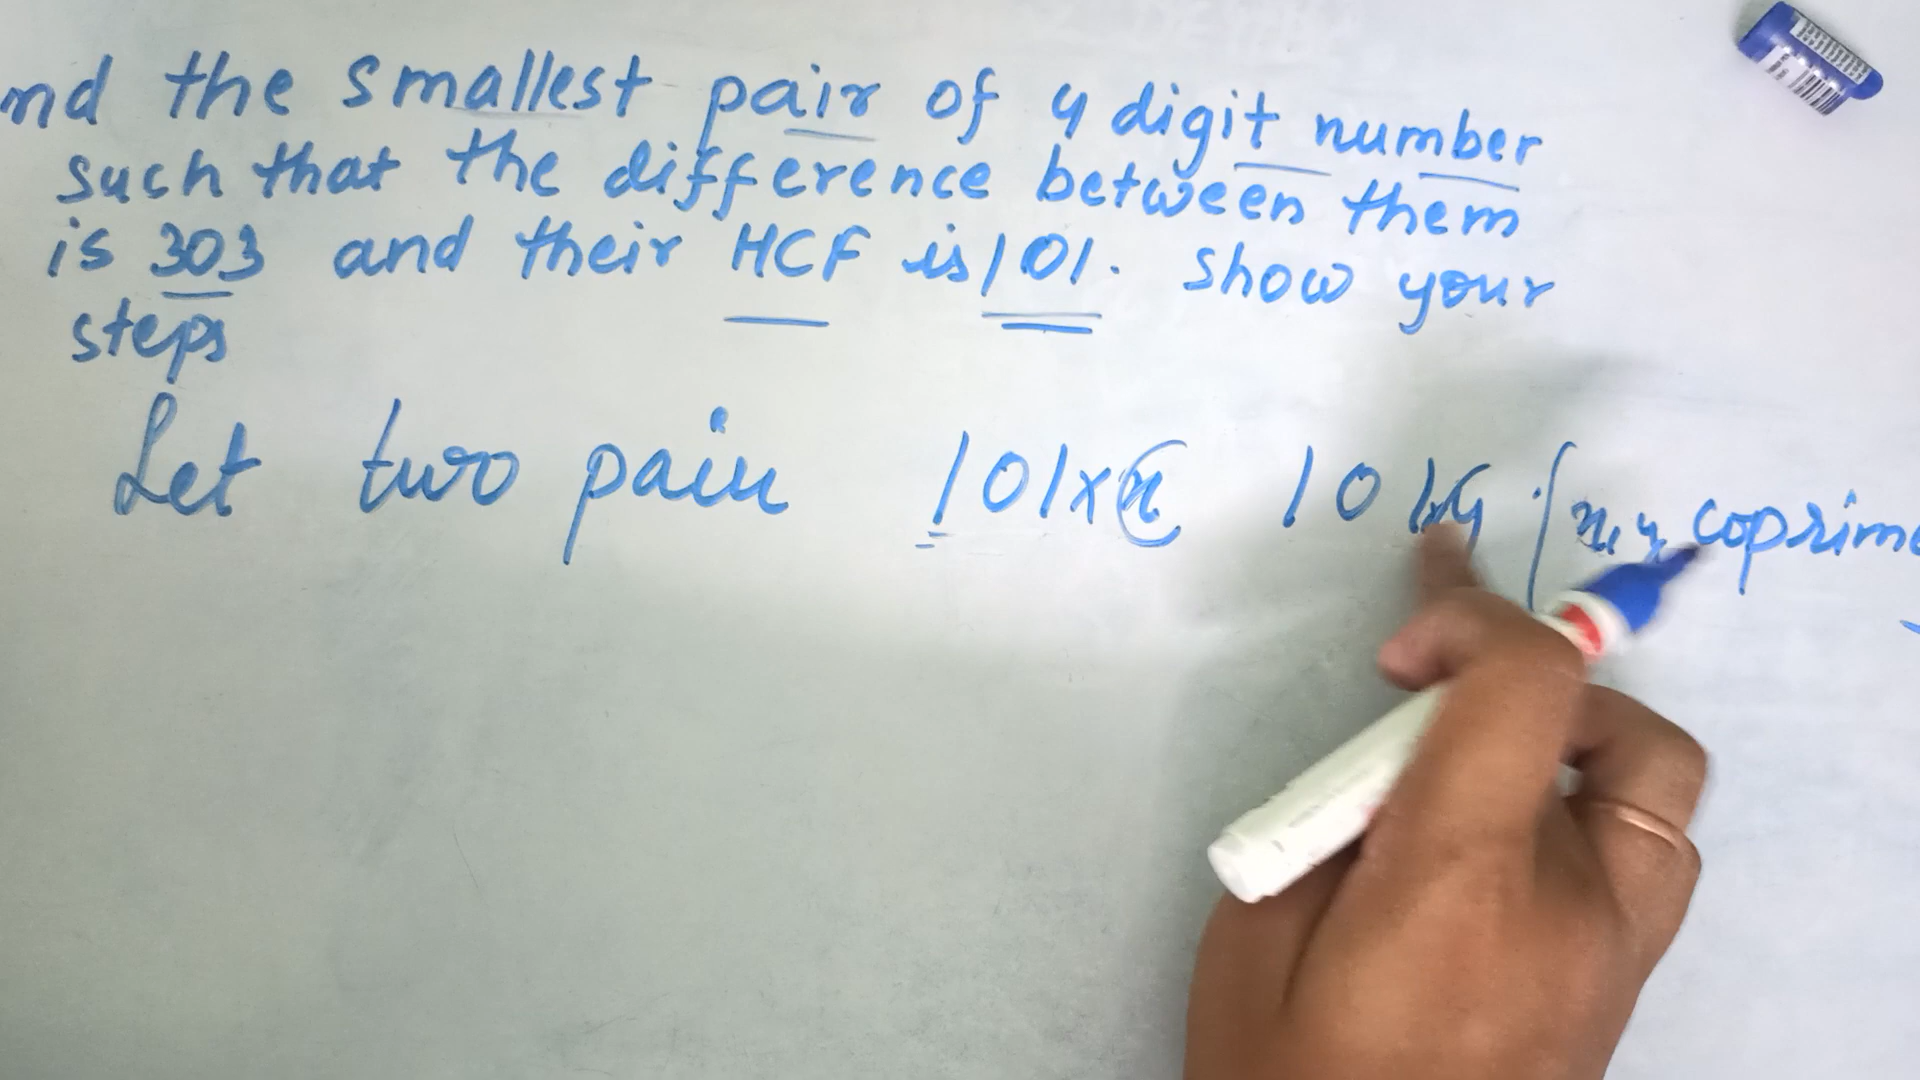 nd the smallest pair of 4 digit number
such that the difference between them
is 303 and their HCF is 101. show your
steps
Let two pair 101xx 101xy (x, y coprime